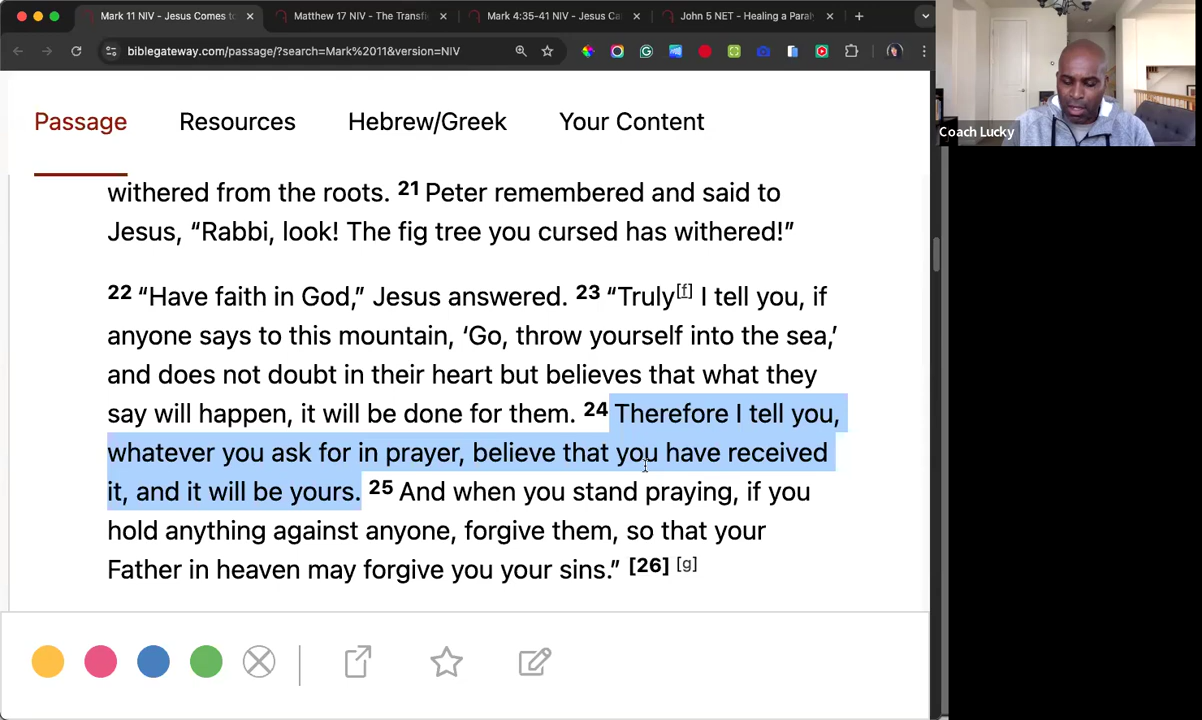 Mark 11 NIV - Jesus Comes to
Matthew 17 NIV - The Transfi
Mark 4:35-41 NIV - Jesus Ca
John 5 NET - Healing a Paraly
biblegateway.com/passage/?search=Mark%2011&version=NIV
Passage
Resources
Hebrew/Greek
Your Content
Coach Lucky
withered from the roots. 21 Peter remembered and said to
Jesus, “Rabbi, look! The fig tree you cursed has withered!”
22 “Have faith in God,” Jesus answered. 23 “Truly[f] I tell you, if
anyone says to this mountain, ‘Go, throw yourself into the sea,’
and does not doubt in their heart but believes that what they
say will happen, it will be done for them. 24 Therefore I tell you,
whatever you ask for in prayer, believe that you have received
it, and it will be yours. 25 And when you stand praying, if you
hold anything against anyone, forgive them, so that your
Father in heaven may forgive you your sins.” [26] [g]